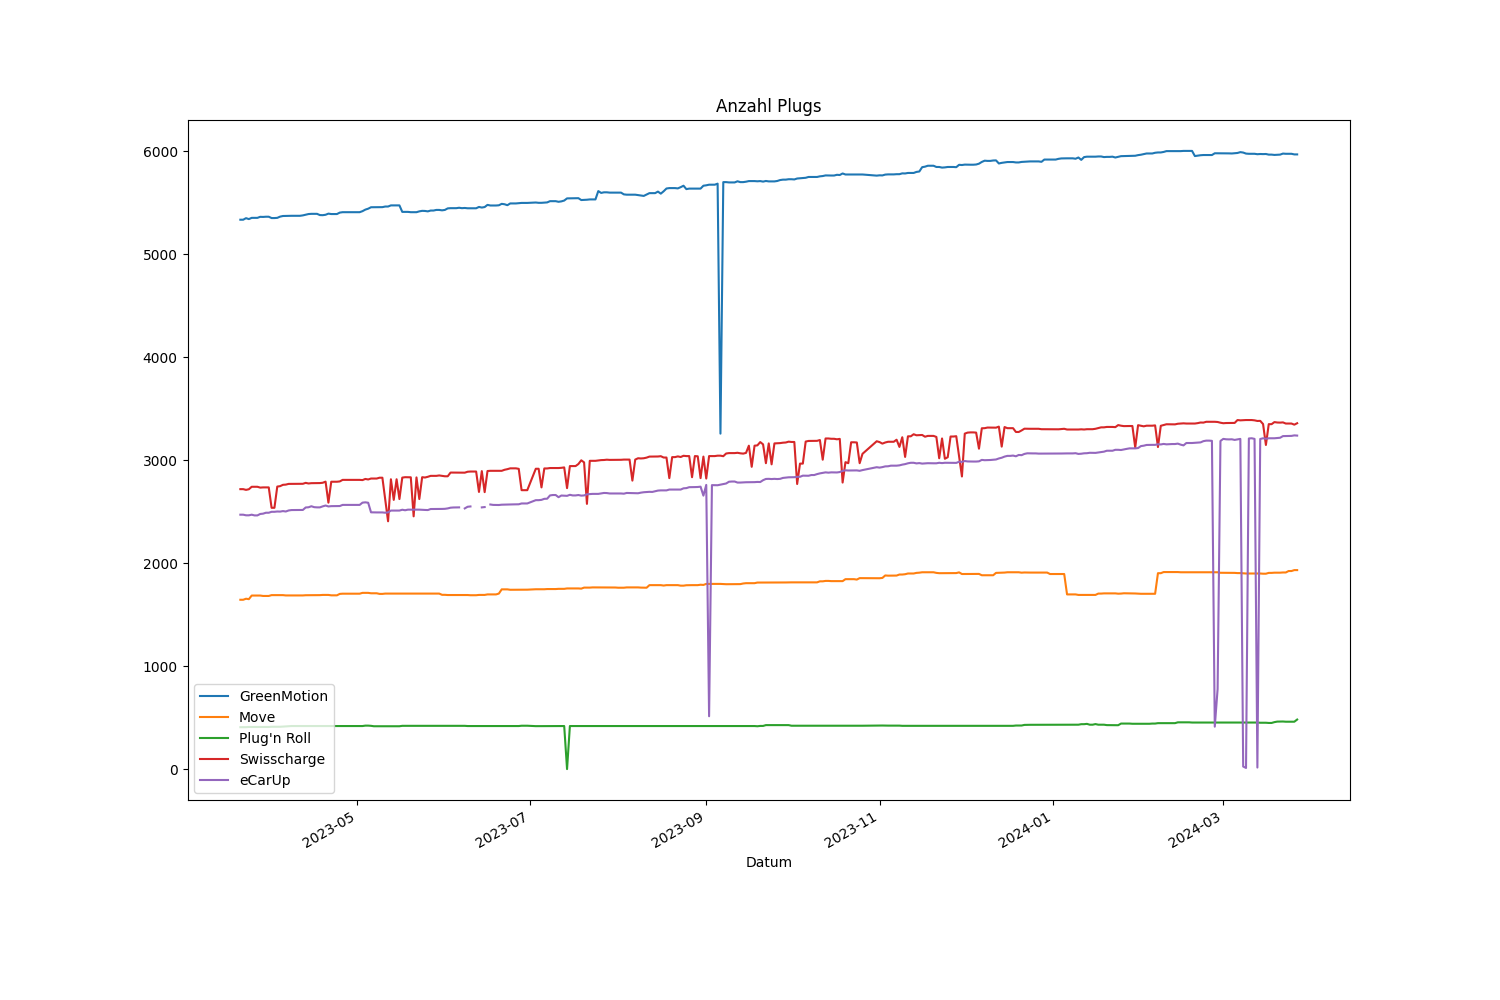 Anzahl Plugs
6000
5000
4000
3000
2000
1000
0
GreenMotion
Move
Plug'n Roll
Swisscharge
eCarUp
2023-05
2023-07
2023-09
2023-11
2024-01
2024-03
Datum